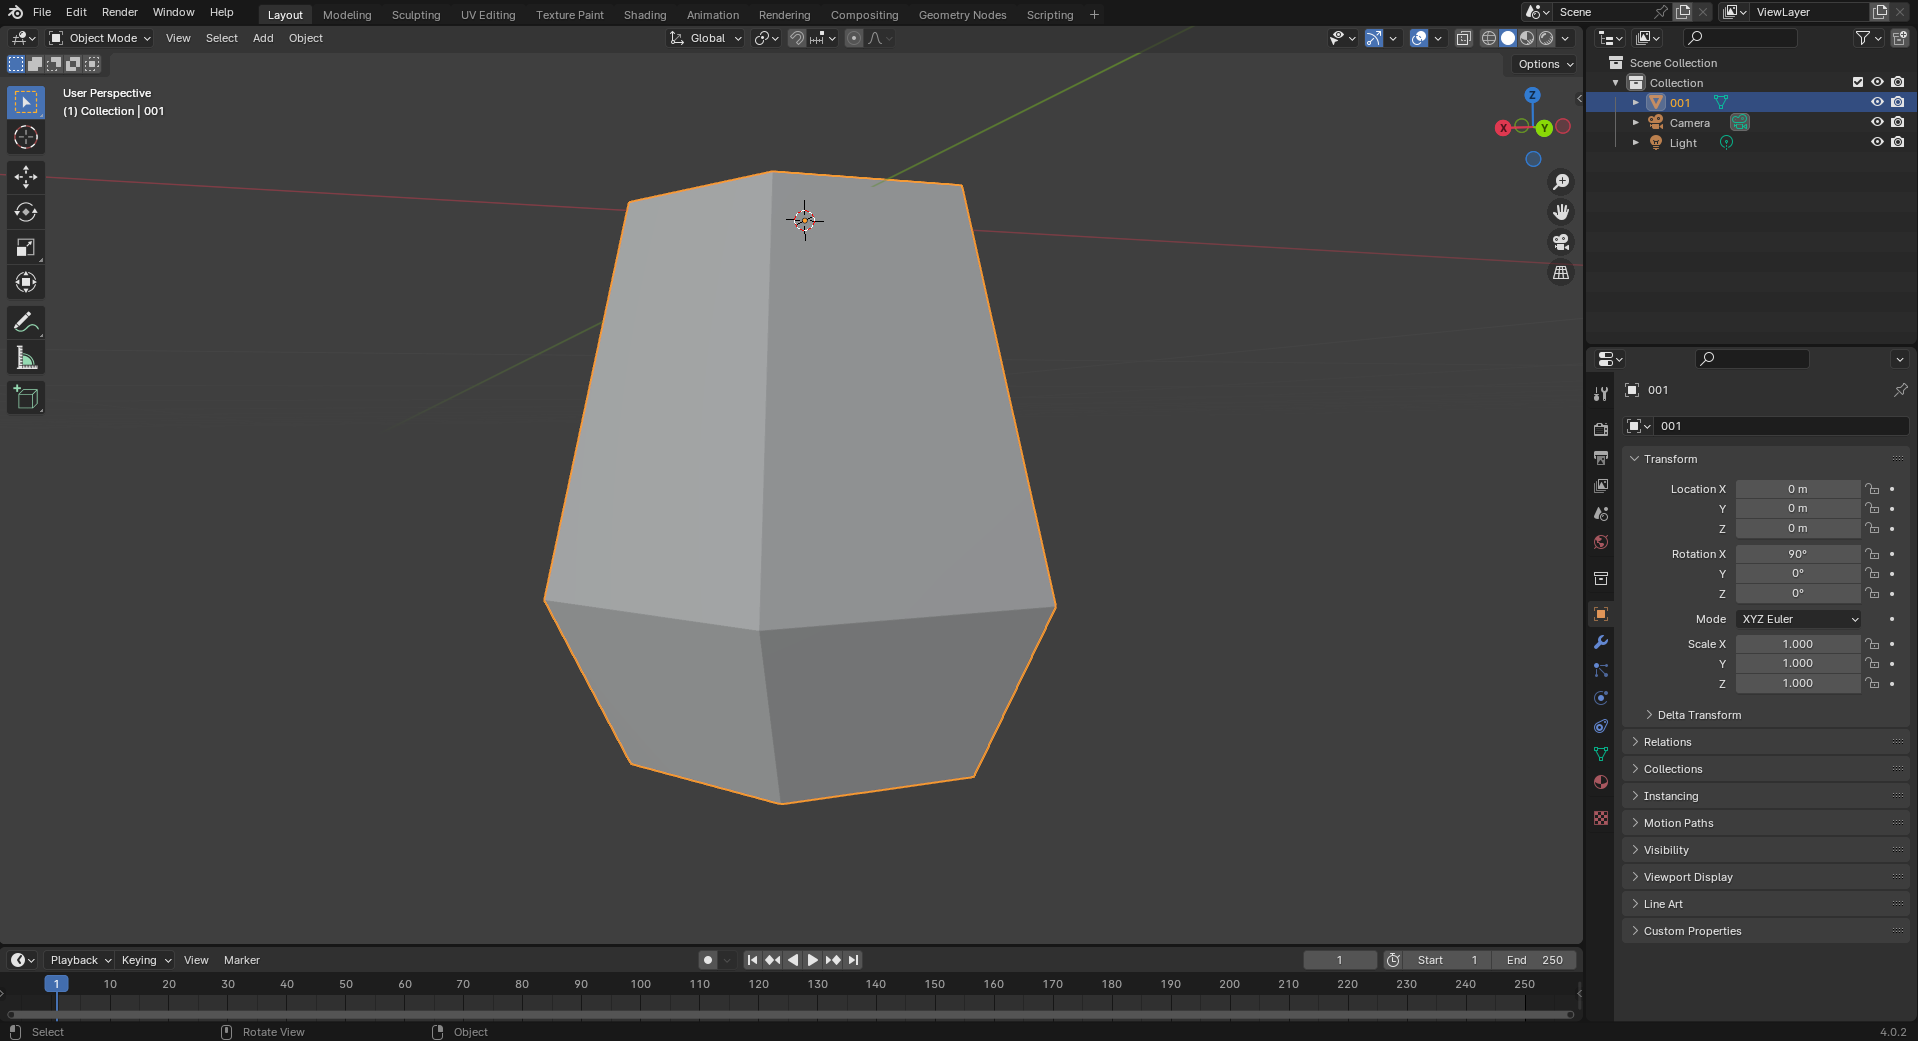 File Edit Render Window Help Layout Modeling Sculpting UV Editing Texture Paint Shading Animation Rendering Compositing Geometry Nodes Scripting + Scene ViewLayer
Object Mode View Select Add Object Global
Options
User Perspective
(1) Collection | 001
Z
X Y
Scene Collection
Collection
001
Camera
Light
001
001
Transform
Location X 0 m
Y 0 m
Z 0 m
Rotation X 90°
Y 0°
Z 0°
Mode XYZ Euler
Scale X 1.000
Y 1.000
Z 1.000
Delta Transform
Relations
Collections
Instancing
Motion Paths
Visibility
Viewport Display
Line Art
Custom Properties
Playback Keying View Marker 1 Start 1 End 250
1 10 20 30 40 50 60 70 80 90 100 110 120 130 140 150 160 170 180 190 200 210 220 230 240 250
Select Rotate View Object 4.0.2